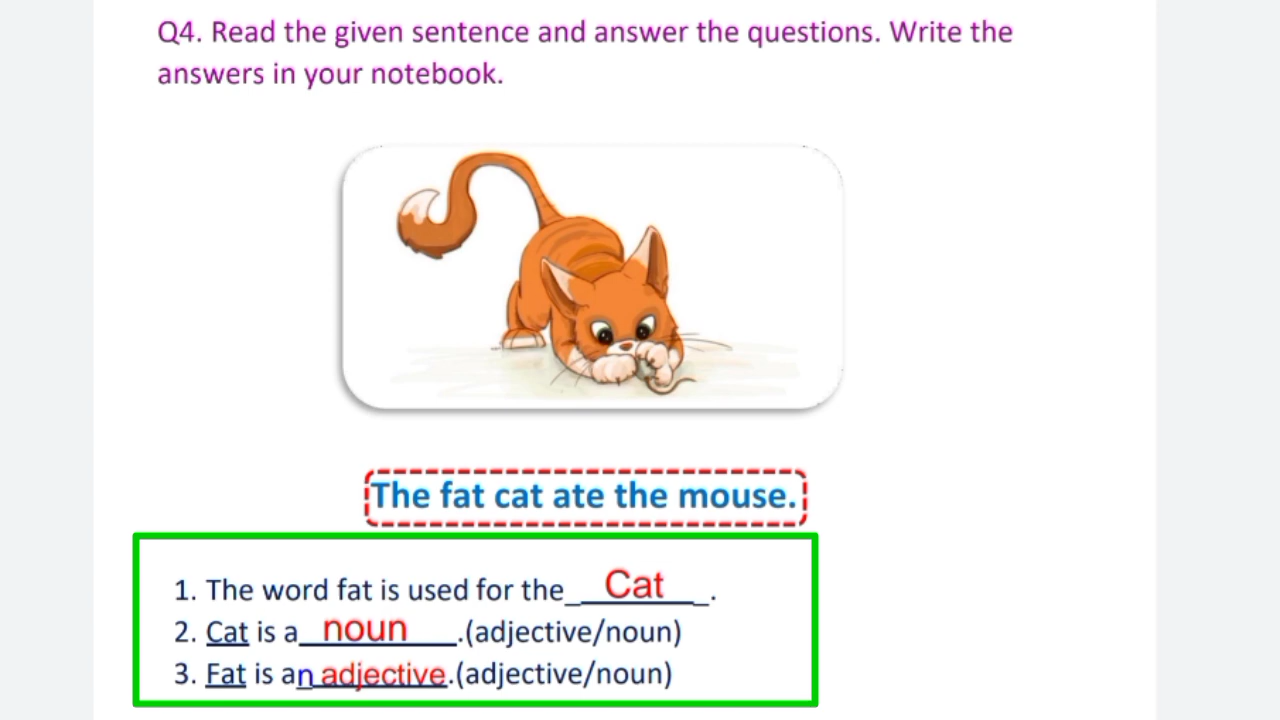 Q4. Read the given sentence and answer the questions. Write the
answers in your notebook.
The fat cat ate the mouse.
1. The word fat is used for the_ Cat _.
2. Cat is a noun .(adjective/noun)
3. Fat is an adjective.(adjective/noun)